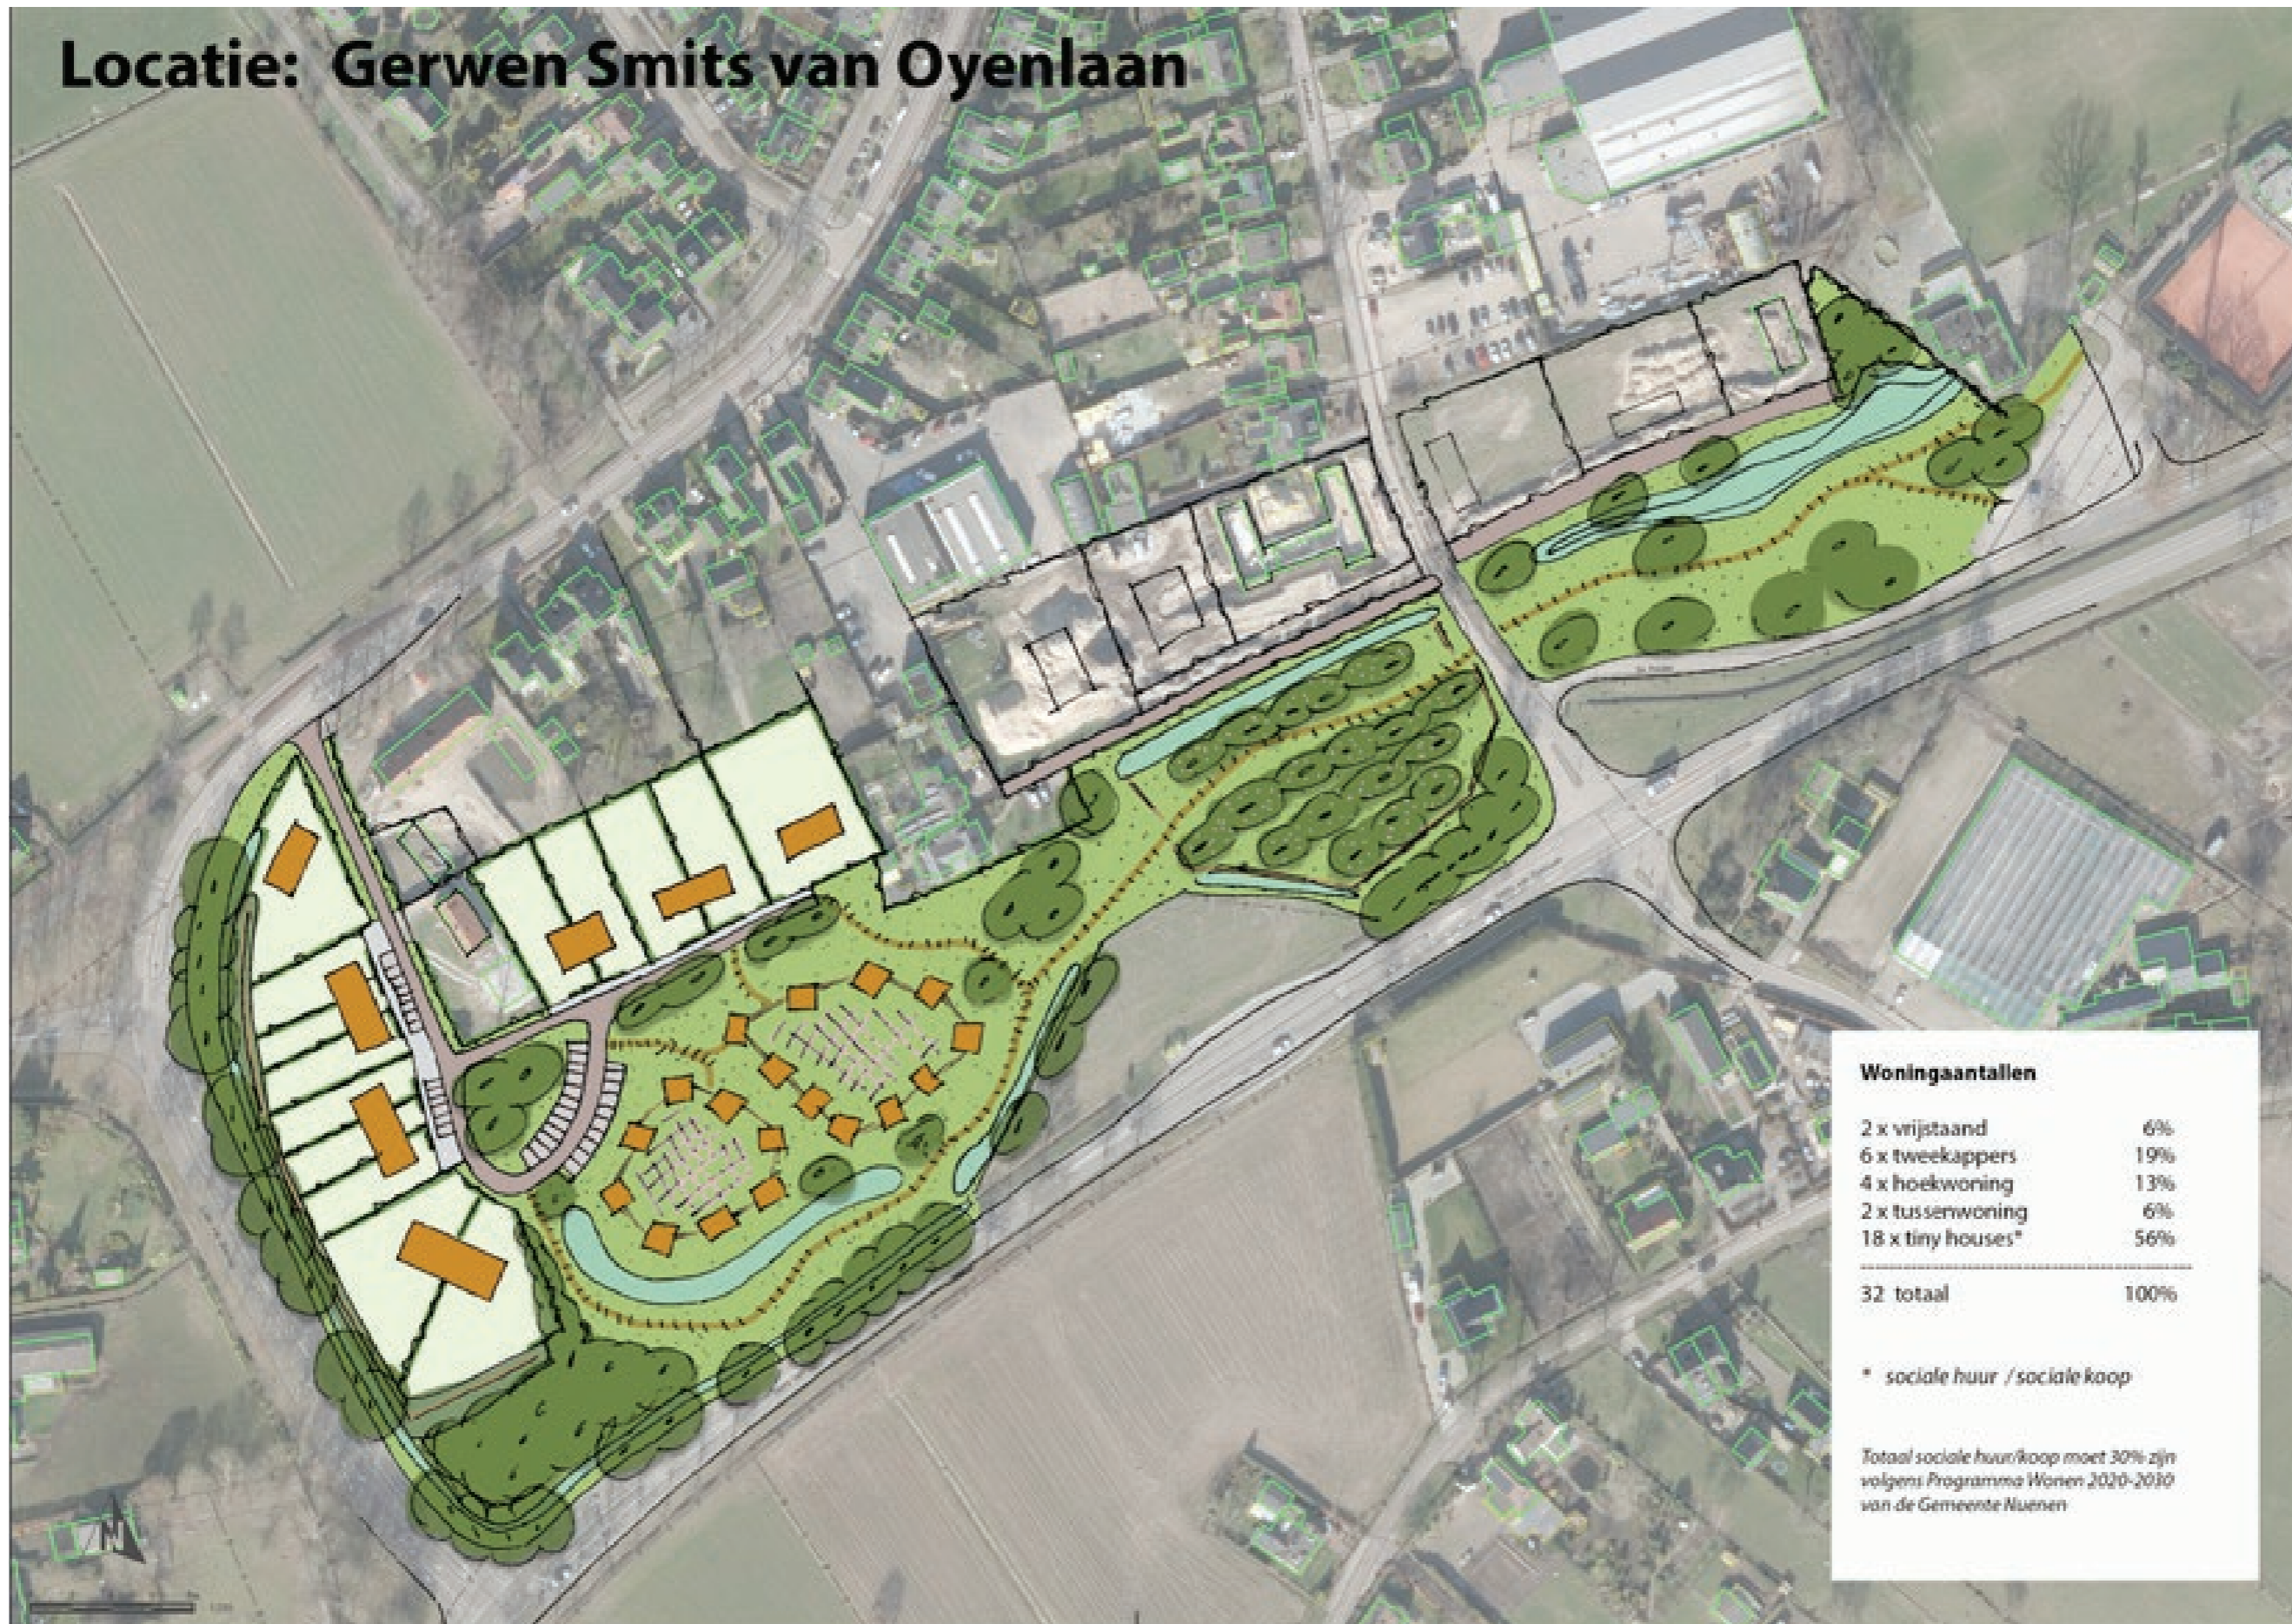 Locatie: Gerwen Smits van Oyenlaan
Woningaantallen
2 x vrijstaand 6%
6 x tweekappers 19%
4 x hoekwoning 13%
2 x tussenwoning 6%
18 x tiny houses* 56%
32 totaal 100%
* sociale huur / sociale koop
Totaal sociale huur/koop moet 30% zijn
volgens Programma Wonen 2020-2030
van de Gemeente Nuenen
N